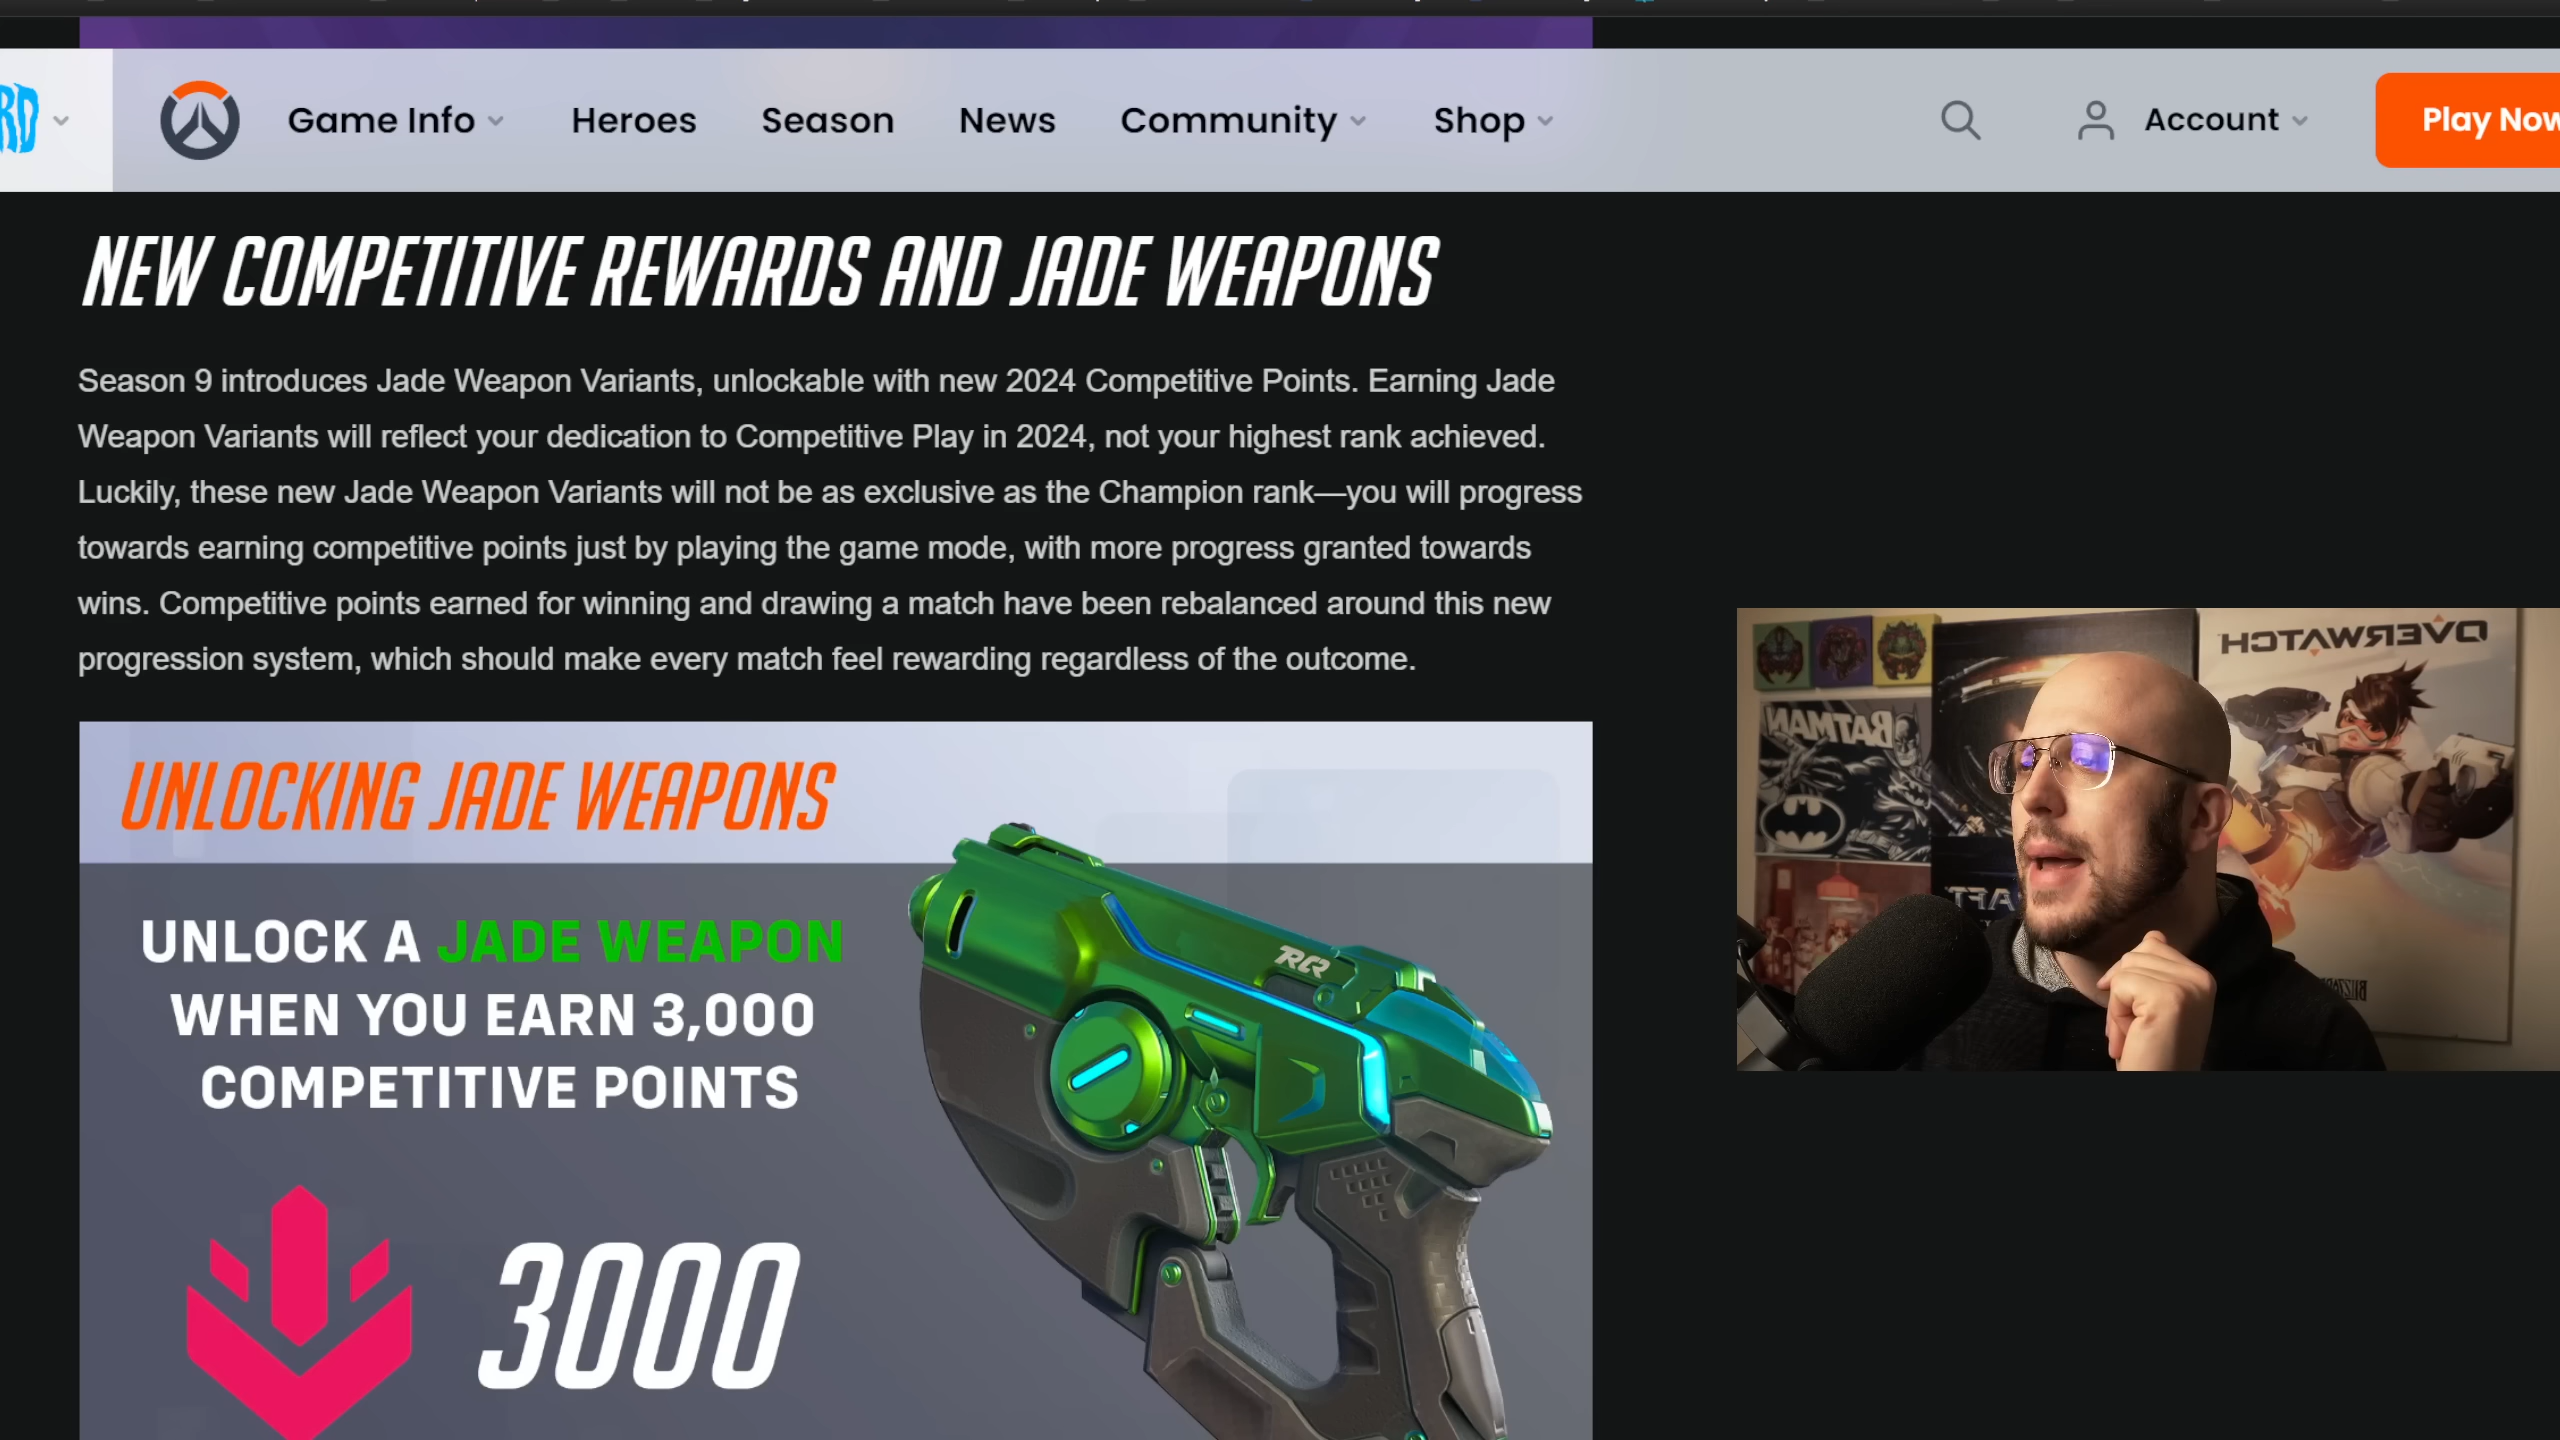 RD
Game Info
Heroes
Season
News
Community
Shop
Account
Play Now
NEW COMPETITIVE REWARDS AND JADE WEAPONS
Season 9 introduces Jade Weapon Variants, unlockable with new 2024 Competitive Points. Earning Jade
Weapon Variants will reflect your dedication to Competitive Play in 2024, not your highest rank achieved.
Luckily, these new Jade Weapon Variants will not be as exclusive as the Champion rank—you will progress
towards earning competitive points just by playing the game mode, with more progress granted towards
wins. Competitive points earned for winning and drawing a match have been rebalanced around this new
progression system, which should make every match feel rewarding regardless of the outcome.
UNLOCKING JADE WEAPONS
UNLOCK A JADE WEAPON
WHEN YOU EARN 3,000
COMPETITIVE POINTS
3000
RCR
OVERWATCH
BATMAN
RAFT
BLIZZARD